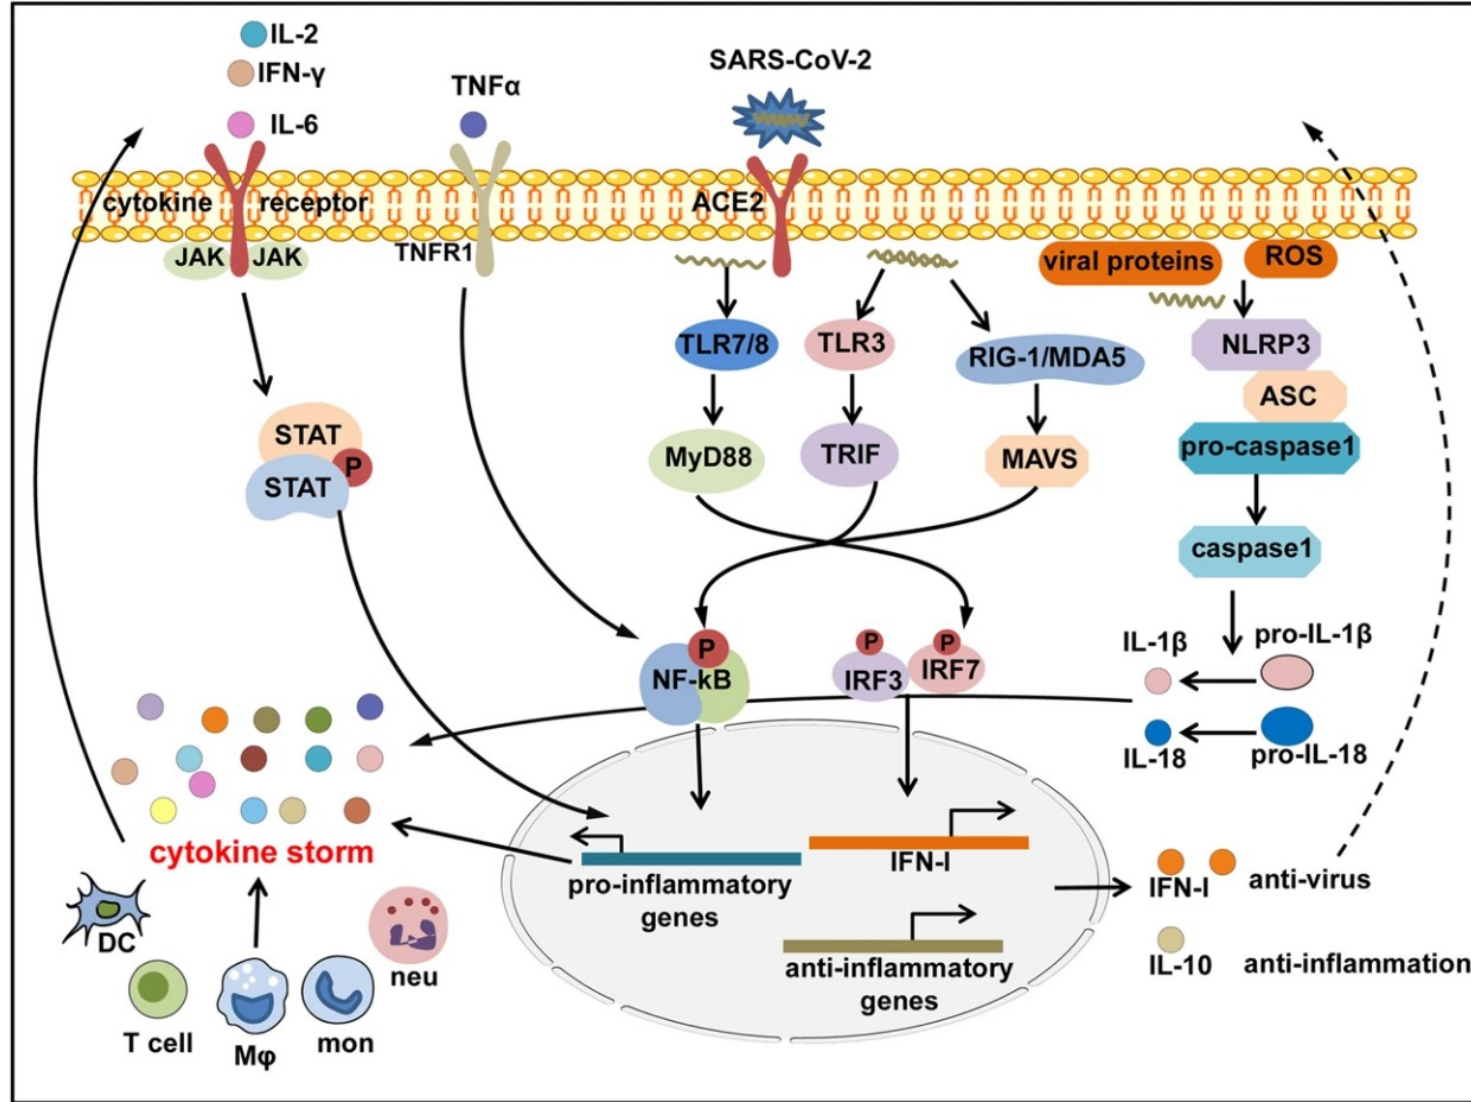 IL-2
IFN-γ
IL-6
TNFα
SARS-CoV-2
cytokine receptor
ACE2
JAK JAK
TNFR1
viral proteins
ROS
TLR7/8
TLR3
RIG-1/MDA5
NLRP3
ASC
pro-caspase1
STAT
P
STAT
MyD88
TRIF
MAVS
caspase1
P
NF-kB
P
IRF3
P
IRF7
IL-1β
pro-IL-1β
IL-18
pro-IL-18
cytokine storm
pro-inflammatory
genes
IFN-I
anti-inflammatory
genes
IFN-I
anti-virus
IL-10
anti-inflammation
DC
T cell
Mφ
mon
neu